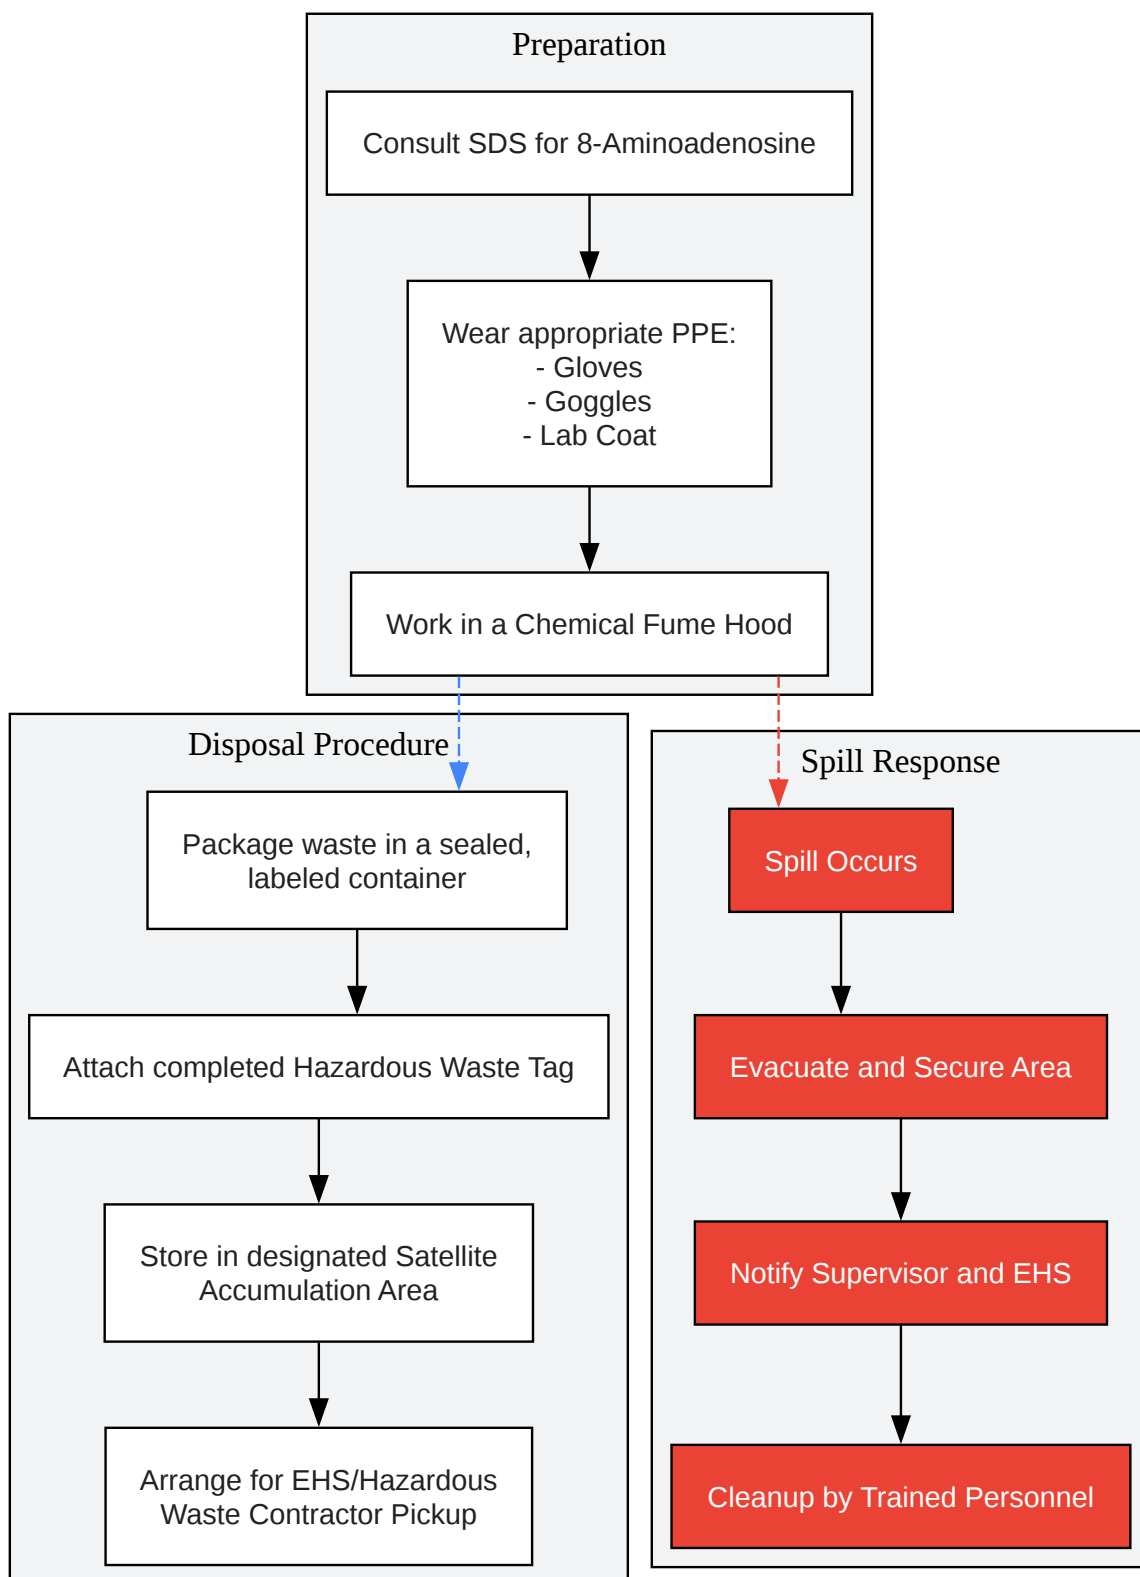 Preparation
Consult SDS for 8-Aminoadenosine
Wear appropriate PPE:
- Gloves
- Goggles
- Lab Coat
Work in a Chemical Fume Hood
Disposal Procedure
Package waste in a sealed,
labeled container
Attach completed Hazardous Waste Tag
Store in designated Satellite
Accumulation Area
Arrange for EHS/Hazardous
Waste Contractor Pickup
Spill Response
Spill Occurs
Evacuate and Secure Area
Notify Supervisor and EHS
Cleanup by Trained Personnel